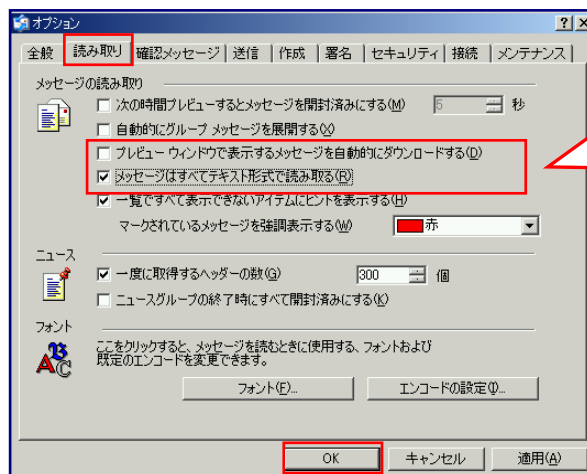 オプション
全般 読み取り 確認メッセージ 送信 作成 署名 セキュリティ 接続 メンテナンス
メッセージの読み取り
次の時間プレビューするとメッセージを開封済みにする(M) 5 秒
自動的にグループ メッセージを展開する(X)
プレビュー ウィンドウで表示するメッセージを自動的にダウンロードする(D)
メッセージはすべてテキスト形式で読み取る(R)
一覧ですべて表示できないアイテムにヒントを表示する(H)
マークされているメッセージを強調表示する(W) 赤
ニュース
一度に取得するヘッダーの数(G) 300 個
ニュースグループの終了時にすべて開封済みにする(K)
フォント
ここをクリックすると、メッセージを読むときに使用する、フォントおよび
既定のエンコードを変更できます。
フォント(F)... エンコードの設定(I)...
OK キャンセル 適用(A)